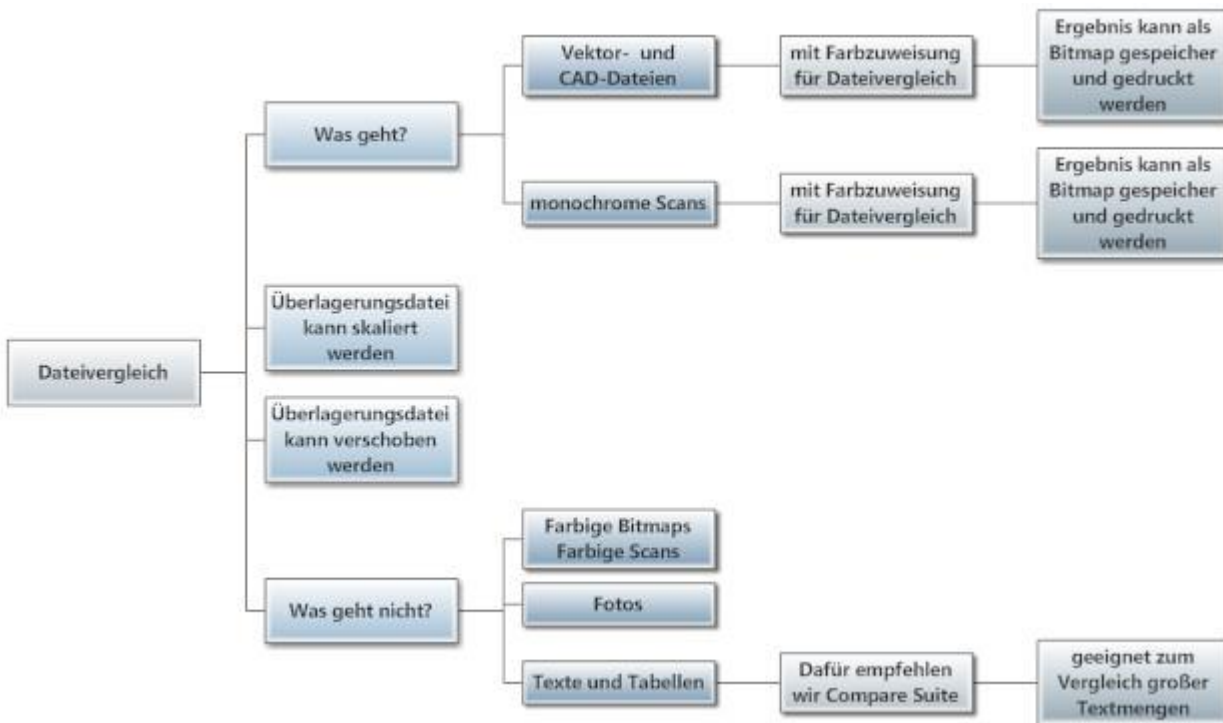 Dateivergleich
Was geht?
Vektor- und
CAD-Dateien
mit Farbzuweisung
für Dateivergleich
Ergebnis kann als
Bitmap gespeicher
und gedruckt
werden
monochrome Scans
mit Farbzuweisung
für Dateivergleich
Ergebnis kann als
Bitmap gespeicher
und gedruckt
werden
Überlagerungsdatei
kann skaliert
werden
Überlagerungsdatei
kann verschoben
werden
Was geht nicht?
Farbige Bitmaps
Farbige Scans
Fotos
Texte und Tabellen
Dafür empfehlen
wir Compare Suite
geeignet zum
Vergleich großer
Textmengen